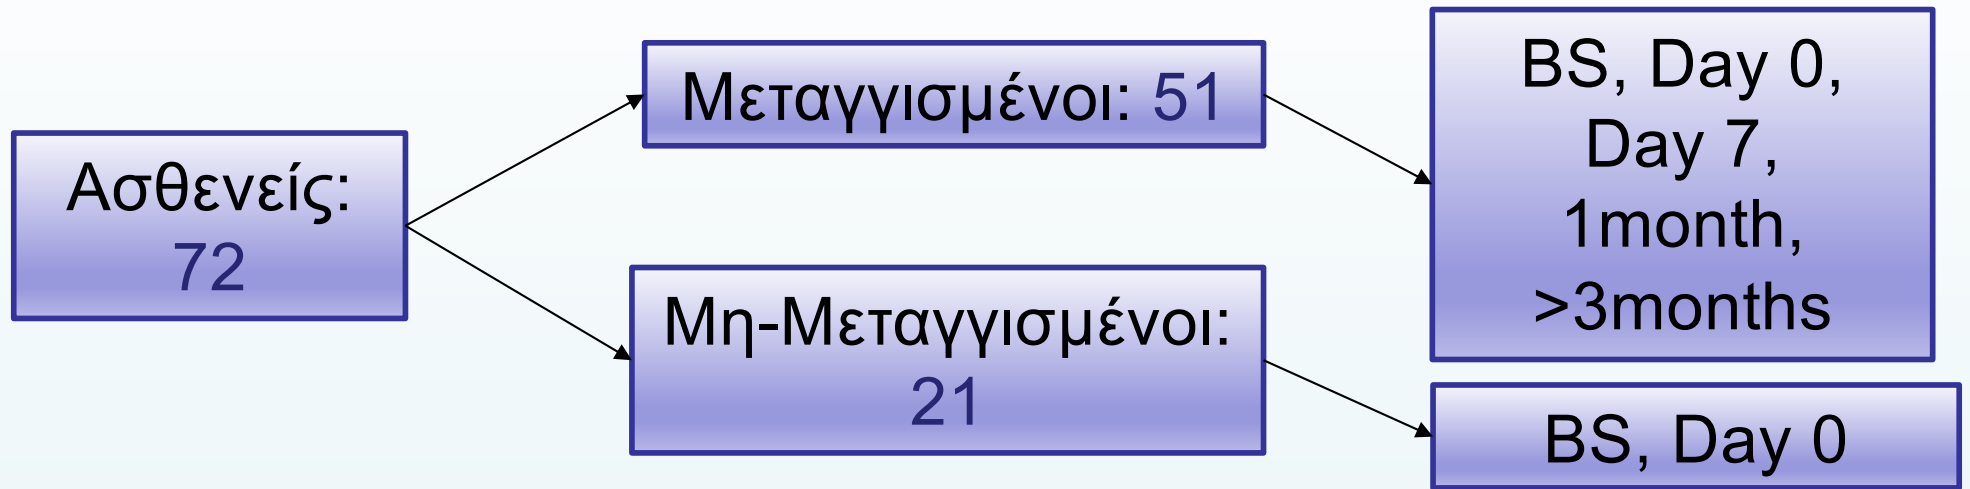 Ασθενείς:
72
Μεταγγισμένοι: 51
Μη-Μεταγγισμένοι:
21
BS, Day 0,
Day 7,
1month,
>3months
BS, Day 0